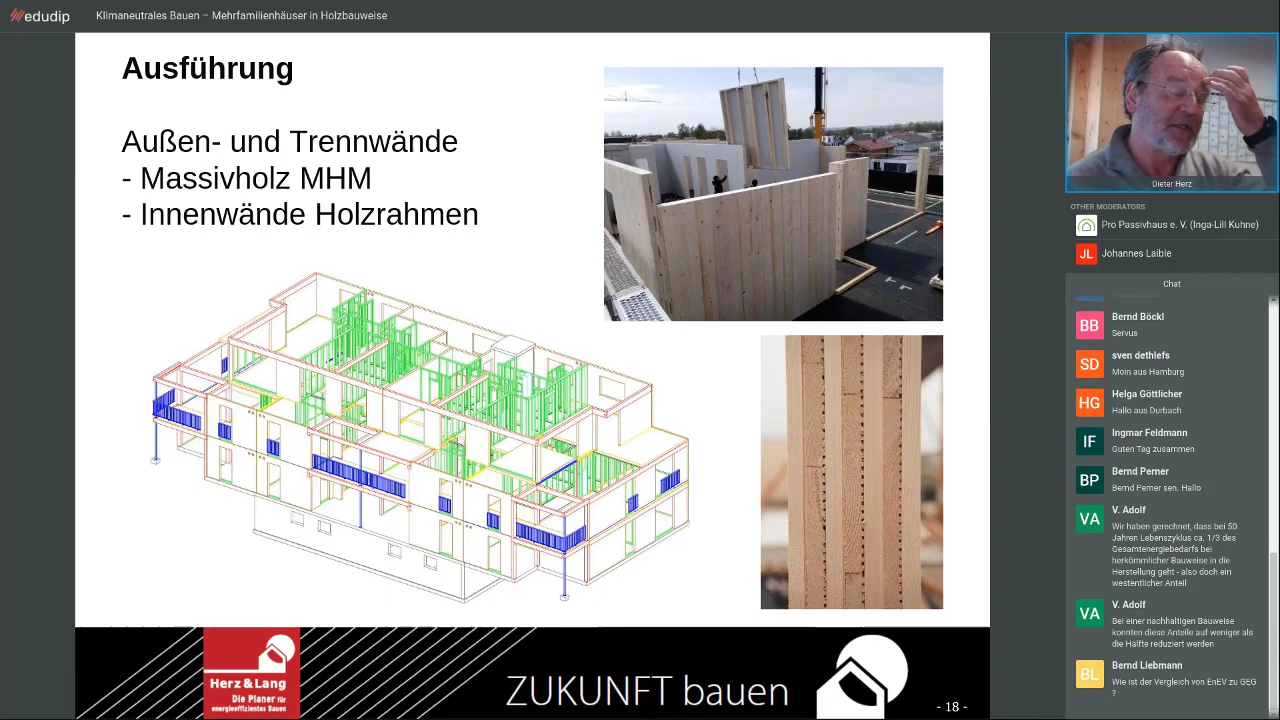 edudip
Klimaneutrales Bauen – Mehrfamilienhäuser in Holzbauweise
Ausführung
Außen- und Trennwände
- Massivholz MHM
- Innenwände Holzrahmen
Herz & Lang
Die Planer für
energieeffizientes Bauen
ZUKUNFT bauen
- 18 -
Dieter Herz
OTHER MODERATORS
Pro Passivhaus e. V. (Inga-Lill Kuhne)
JL
Johannes Laible
Chat
BB
Bernd Böckl
Servus
SD
sven dethlefs
Moin aus Hamburg
HG
Helga Göttlicher
Hallo aus Durbach
IF
Ingmar Feldmann
Guten Tag zusammen
BP
Bernd Perner
Bernd Perner sen. Hallo
VA
V. Adolf
Wir haben gerechnet, dass bei 50
Jahren Lebenszyklus ca. 1/3 des
Gesamtenergiebedarfs bei
herkömmlicher Bauweise in die
Herstellung geht - also doch ein
westentlicher Anteil
VA
V. Adolf
Bei einer nachhaltigen Bauweise
konnten diese Anteile auf weniger als
die Hälfte reduziert werden
BL
Bernd Liebmann
Wie ist der Vergleich von EnEV zu GEG
?